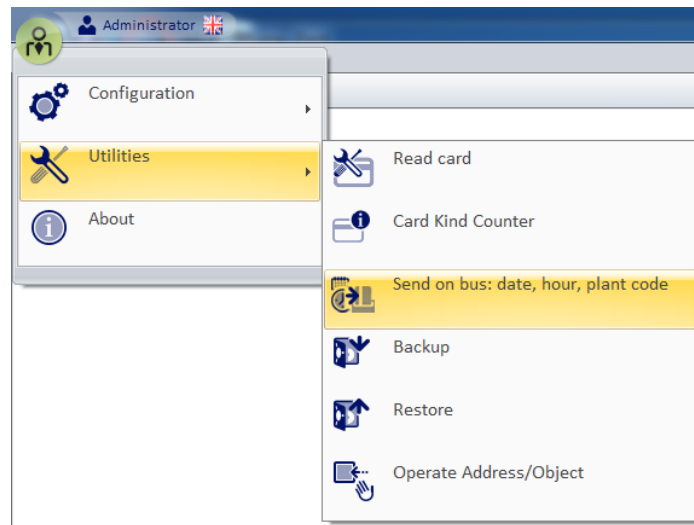 Administrator
Configuration
Utilities
About
Read card
Card Kind Counter
Send on bus: date, hour, plant code
Backup
Restore
Operate Address/Object